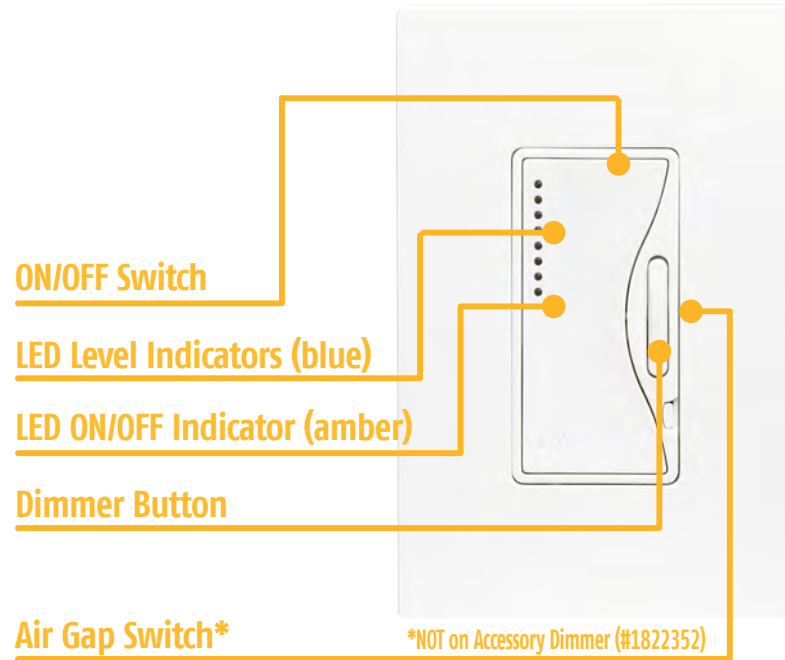 ON/OFF Switch
LED Level Indicators (blue)
LED ON/OFF Indicator (amber)
Dimmer Button
Air Gap Switch*
*NOT on Accessory Dimmer (#1822352)